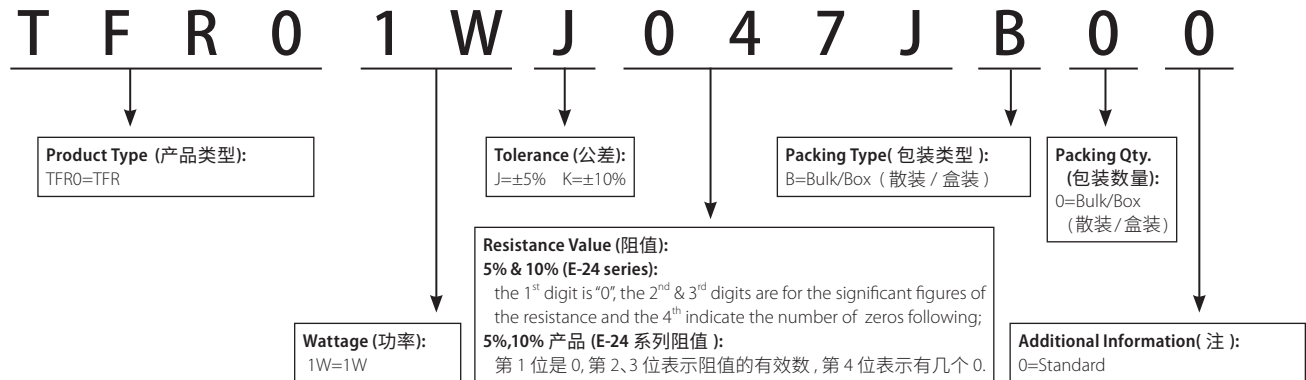 T F R 0 1 W J 0 4 7 J B 0 0
Product Type (产品类型):
TFR0=TFR
Tolerance (公差):
J=±5% K=±10%
Packing Type( 包装类型 ):
B=Bulk/Box ( 散装 / 盒装 )
Packing Qty.
(包装数量):
0=Bulk/Box
(散装/盒装)
Resistance Value (阻值):
5% & 10% (E-24 series):
the 1st digit is "0", the 2nd & 3rd digits are for the significant figures of
the resistance and the 4th indicate the number of zeros following;
5%,10% 产品 (E-24 系列阻值 ):
第 1 位是 0, 第 2、3 位表示阻值的有效数 , 第 4 位表示有几个 0.
Wattage (功率):
1W=1W
Additional Information( 注 ):
0=Standard